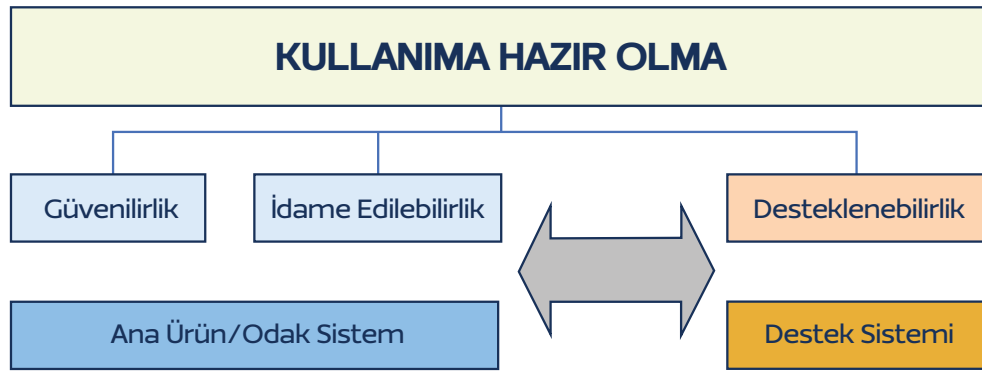 KULLANIMA HAZIR OLMA
Güvenilirlik
İdame Edilebilirlik
Desteklenebilirlik
Ana Ürün/Odak Sistem
Destek Sistemi